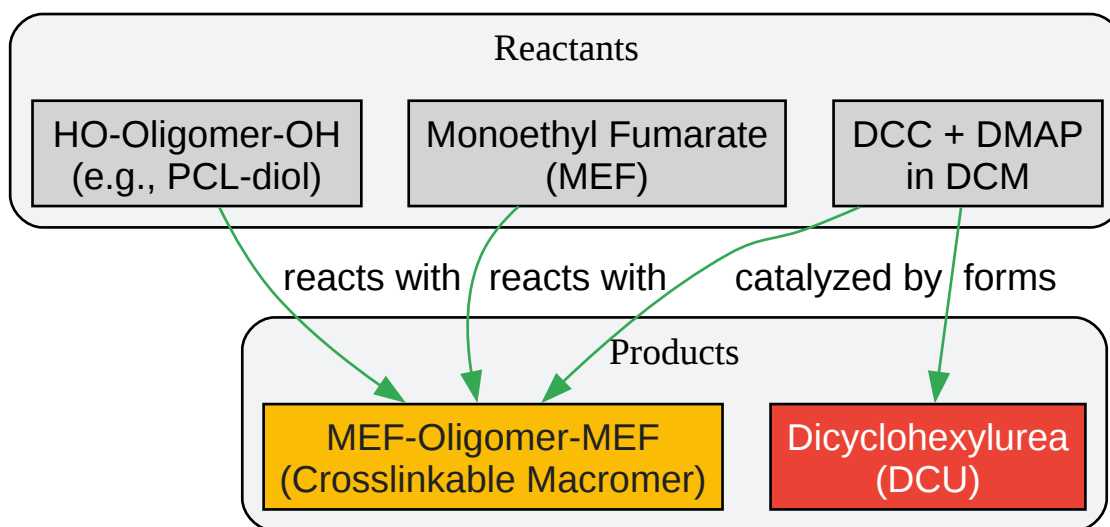 Reactants
HO-Oligomer-OH
(e.g., PCL-diol)
Monoethyl Fumarate
(MEF)
DCC + DMAP
in DCM
reacts with
reacts with
catalyzed by
forms
Products
MEF-Oligomer-MEF
(Crosslinkable Macromer)
Dicyclohexylurea
(DCU)